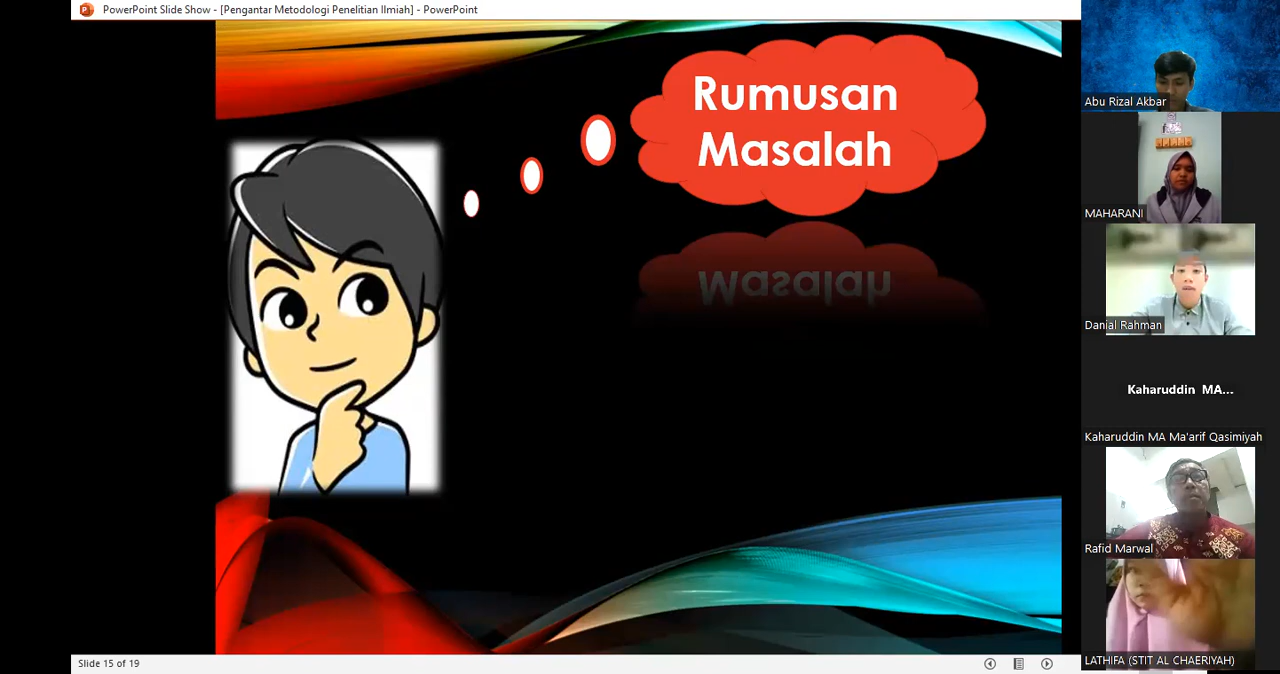 PowerPoint Slide Show - [Pengantar Metodologi Penelitian Ilmiah] - PowerPoint
Rumusan
Masalah
Slide 15 of 19
Abu Rizal Akbar
MAHARANI
Danial Rahman
Kaharuddin MA...
Kaharuddin MA Ma'arif Qasimiyah
Rafid Marwal
LATHIFA (STIT AL CHAERIYAH)